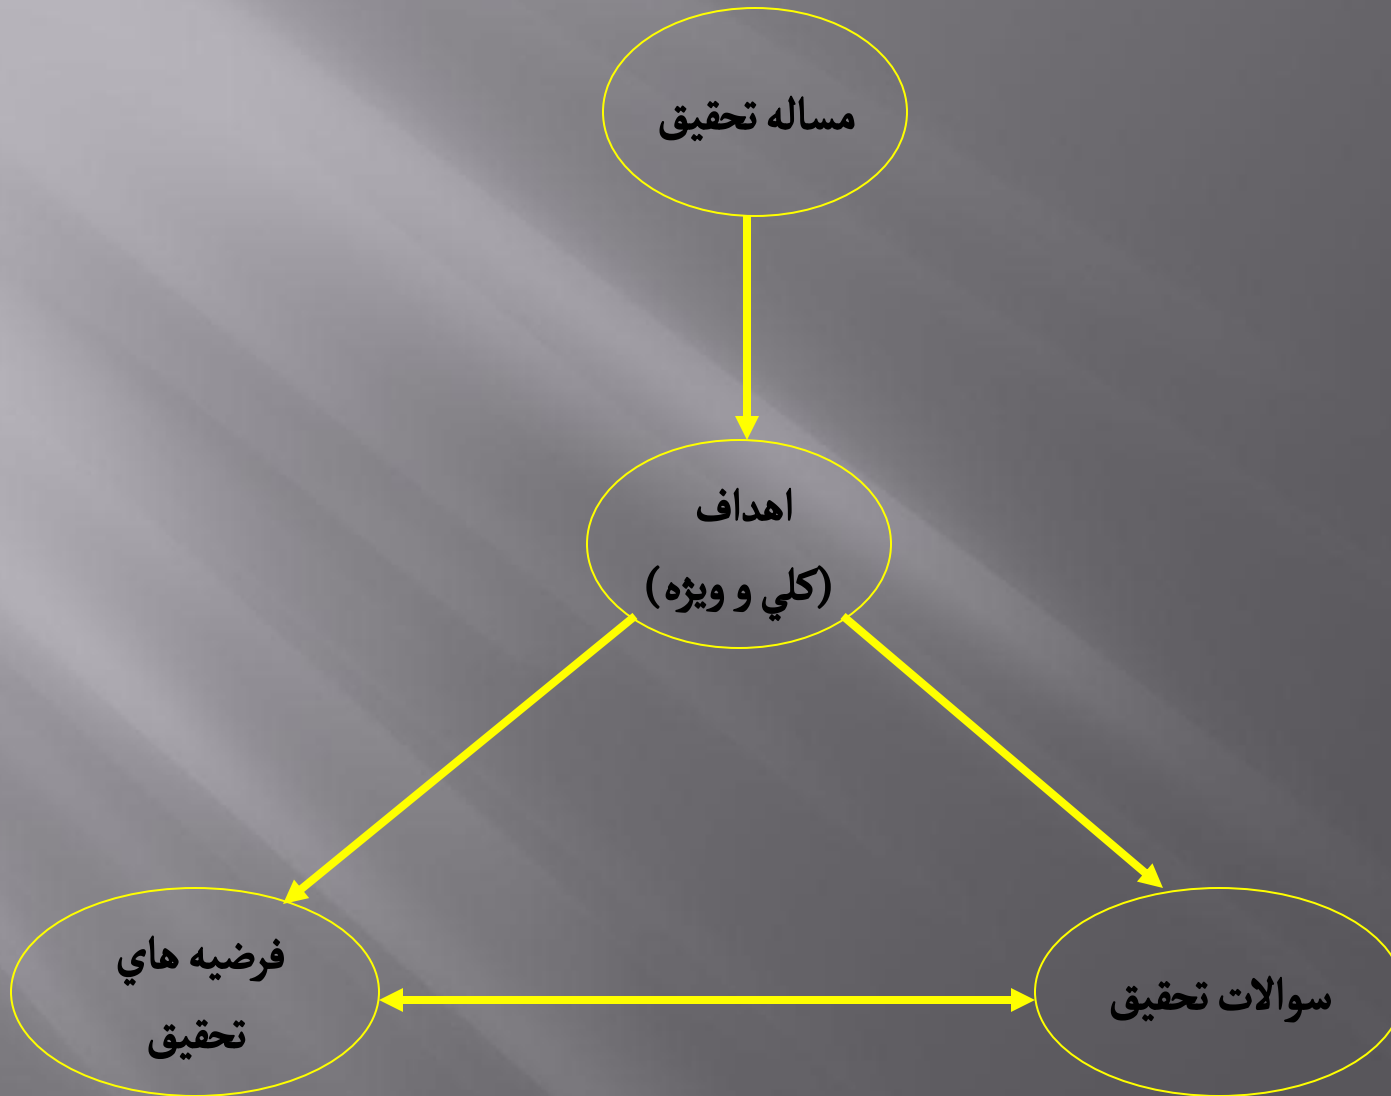 مساله تحقيق
اهداف
(كلي و ويژه)
سوالات تحقيق
فرضيه هاي
تحقيق